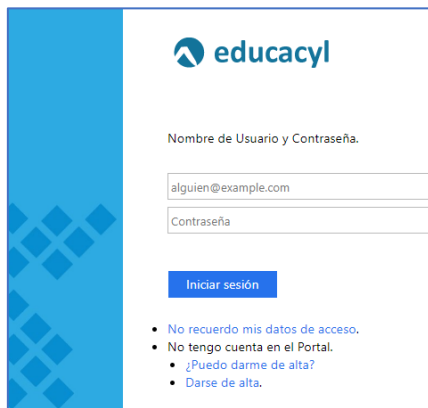 educacyl
Nombre de Usuario y Contraseña.
alguien@example.com
Contraseña
Iniciar sesión
No recuerdo mis datos de acceso.
No tengo cuenta en el Portal.
¿Puedo darme de alta?
Darse de alta.